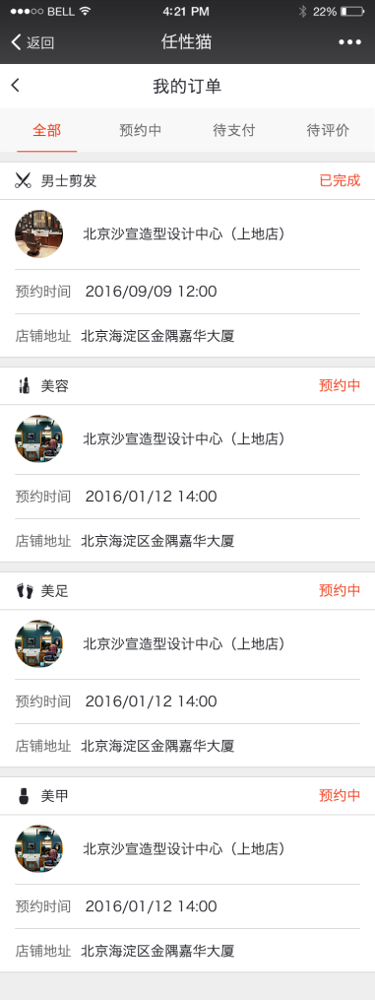 BELL 4:21 PM 22%
返回 任性猫
我的订单
全部 预约中 待支付 待评价
男士剪发 已完成
北京沙宣造型设计中心（上地店）
预约时间 2016/09/09 12:00
店铺地址 北京海淀区金隅嘉华大厦
美容 预约中
北京沙宣造型设计中心（上地店）
预约时间 2016/01/12 14:00
店铺地址 北京海淀区金隅嘉华大厦
美足 预约中
北京沙宣造型设计中心（上地店）
预约时间 2016/01/12 14:00
店铺地址 北京海淀区金隅嘉华大厦
美甲 预约中
北京沙宣造型设计中心（上地店）
预约时间 2016/01/12 14:00
店铺地址 北京海淀区金隅嘉华大厦